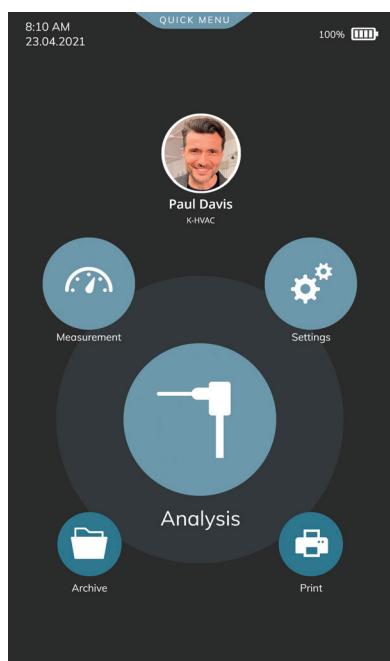 QUICK MENU
8:10 AM
23.04.2021
100%
Paul Davis
K-HVAC
Measurement
Settings
Analysis
Archive
Print